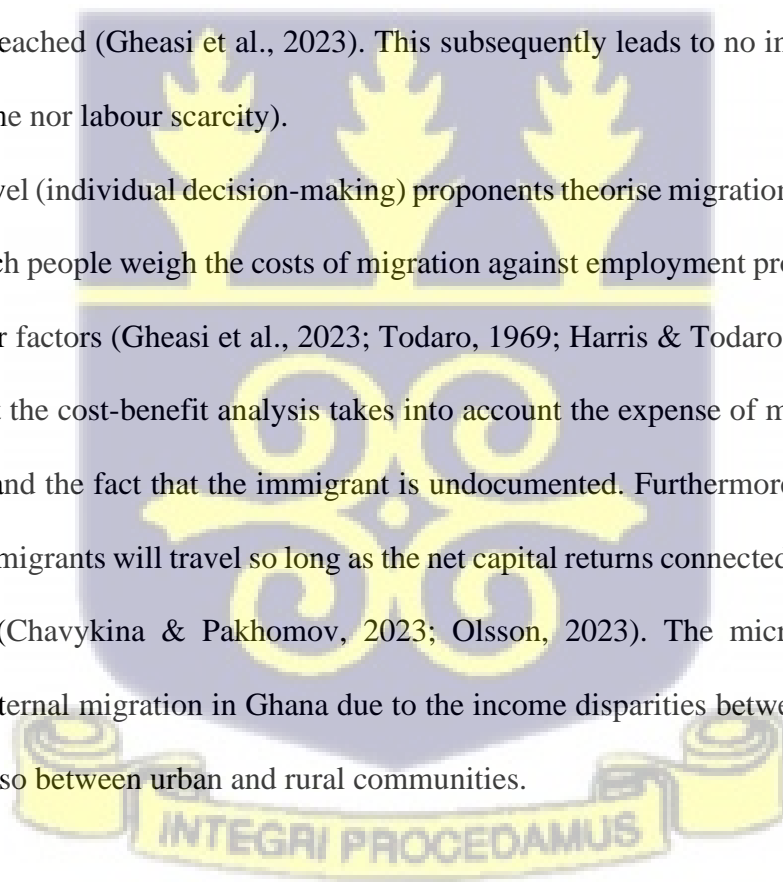 eached (Gheasi et al., 2023). This subsequently leads to no in
ne nor labour scarcity).
vel (individual decision-making) proponents theorise migration
ch people weigh the costs of migration against employment pro
r factors (Gheasi et al., 2023; Todaro, 1969; Harris & Todaro
t the cost-benefit analysis takes into account the expense of m
and the fact that the immigrant is undocumented. Furthermore
migrants will travel so long as the net capital returns connected
(Chavykina & Pakhomov, 2023; Olsson, 2023). The micr
ternal migration in Ghana due to the income disparities betwe
so between urban and rural communities.
INTEGRI PROCEDAMUS